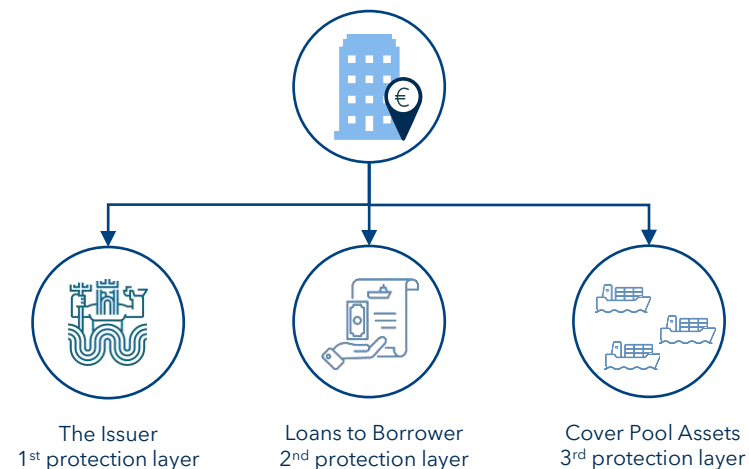 €
The Issuer
1st protection layer
Loans to Borrower
2nd protection layer
Cover Pool Assets
3rd protection layer